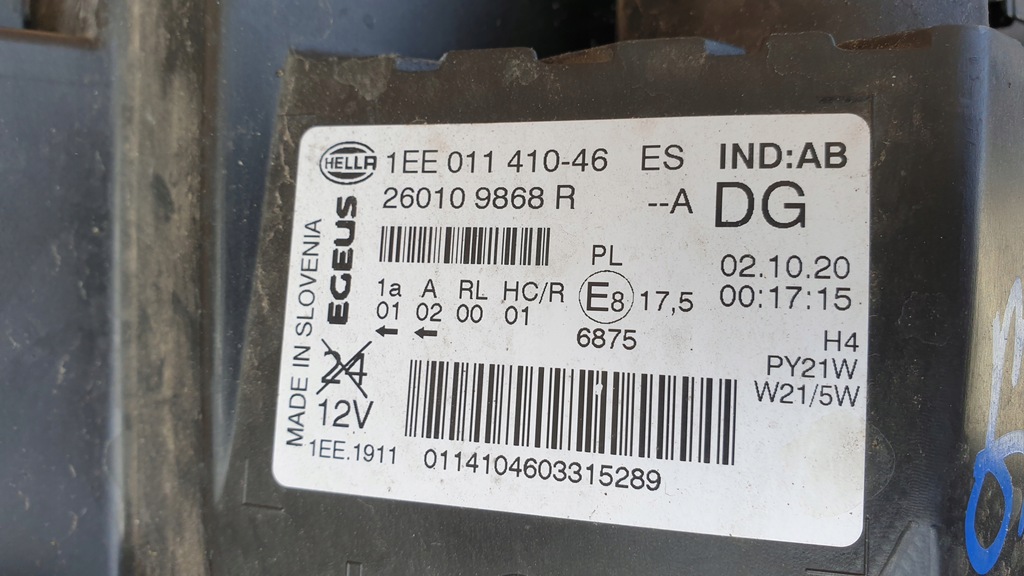 HELLA 1EE 011 410-46 ES IND:AB
26010 9868 R --A DG
MADE IN SLOVENIA
EGEUS
PL
02.10.20
1a A RL HC/R E8 17,5 00:17:15
01 02 00 01
6875
H4
PY21W
W21/5W
24
12V
1EE.1911
0114104603315289